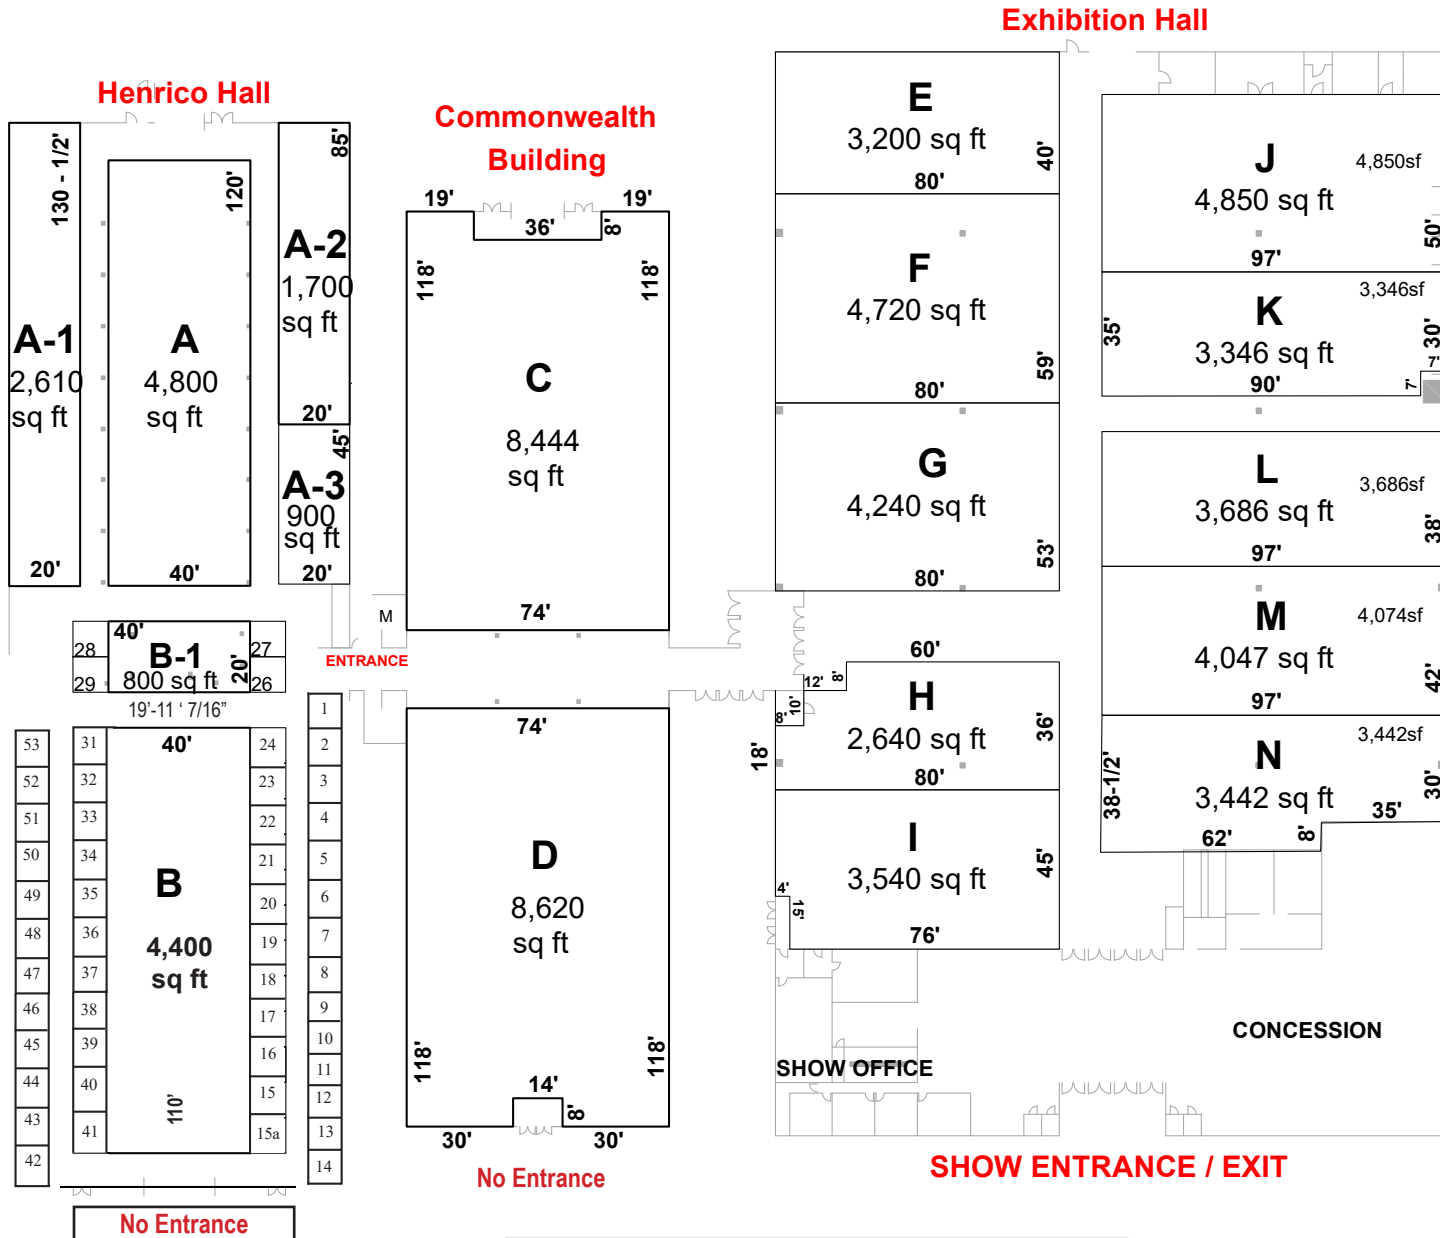 Exhibition Hall
Henrico Hall
Commonwealth
Building
130 - 1/2'
A-1
2,610
sq ft
20'
120'
A
4,800
sq ft
40'
85'
A-2
1,700
sq ft
20'
45'
A-3
900
sq ft
20'
19'
36'
8'
19'
118'
118'
C
8,444
sq ft
74'
M
ENTRANCE
28
40'
27
B-1
20'
29
800 sq ft
26
19'-11 ' 7/16"
53
52
51
50
49
48
47
46
45
44
43
42
31
32
33
34
35
36
37
38
39
40
41
40'
B
4,400
sq ft
110'
24
23
22
21
20
19
18
17
16
15
15a
1
2
3
4
5
6
7
8
9
10
11
12
13
14
No Entrance
74'
D
8,620
sq ft
118'
118'
14'
8'
30'
30'
No Entrance
E
3,200 sq ft
40'
80'
F
4,720 sq ft
59'
80'
G
4,240 sq ft
53'
80'
60'
12'
8'
10'
8'
H
2,640 sq ft
36'
18'
80'
I
3,540 sq ft
45'
4'
15'
76'
J
4,850sf
4,850 sq ft
50'
97'
3,346sf
K
35'
30'
3,346 sq ft
7'
90'
7'
L
3,686sf
3,686 sq ft
38'
97'
M
4,074sf
4,047 sq ft
42'
97'
3,442sf
N
38-1/2'
30'
3,442 sq ft
35'
62'
8'
CONCESSION
SHOW OFFICE
SHOW ENTRANCE / EXIT